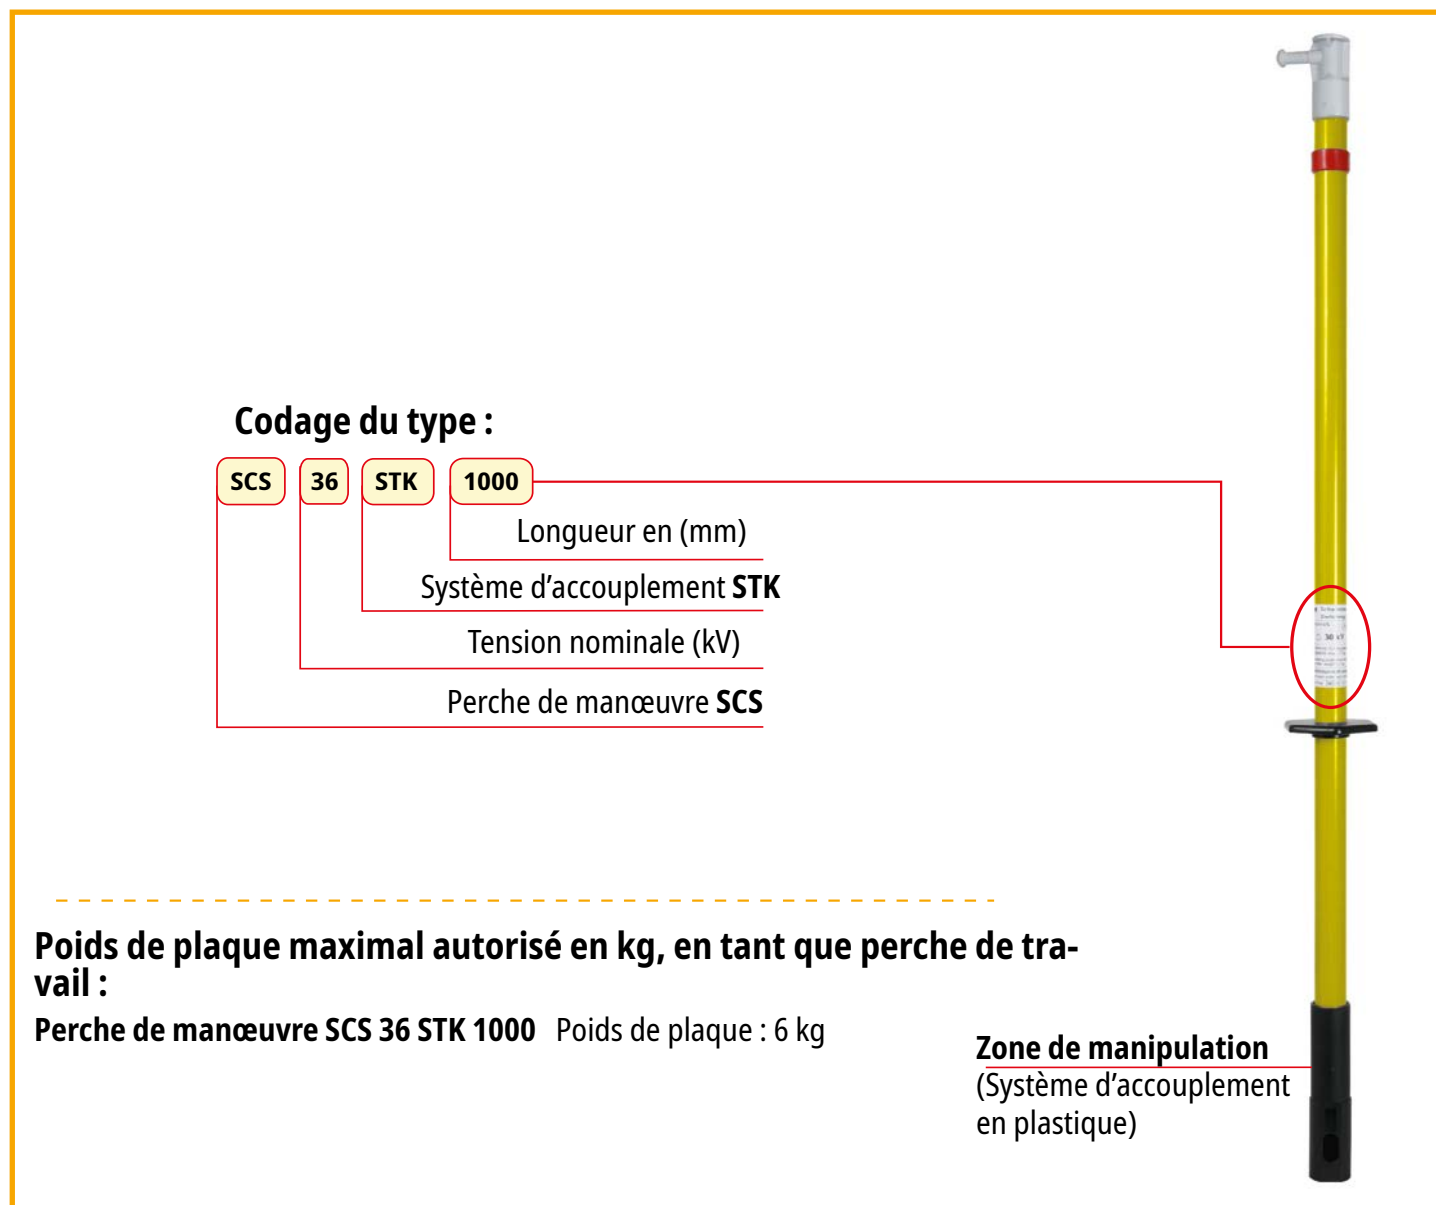 Codage du type :
SCS 36 STK 1000
Longueur en (mm)
Système d’accouplement STK
Tension nominale (kV)
Perche de manœuvre SCS
Poids de plaque maximal autorisé en kg, en tant que perche de tra-
vail :
Perche de manœuvre SCS 36 STK 1000 Poids de plaque : 6 kg
Zone de manipulation
(Système d’accouplement
en plastique)